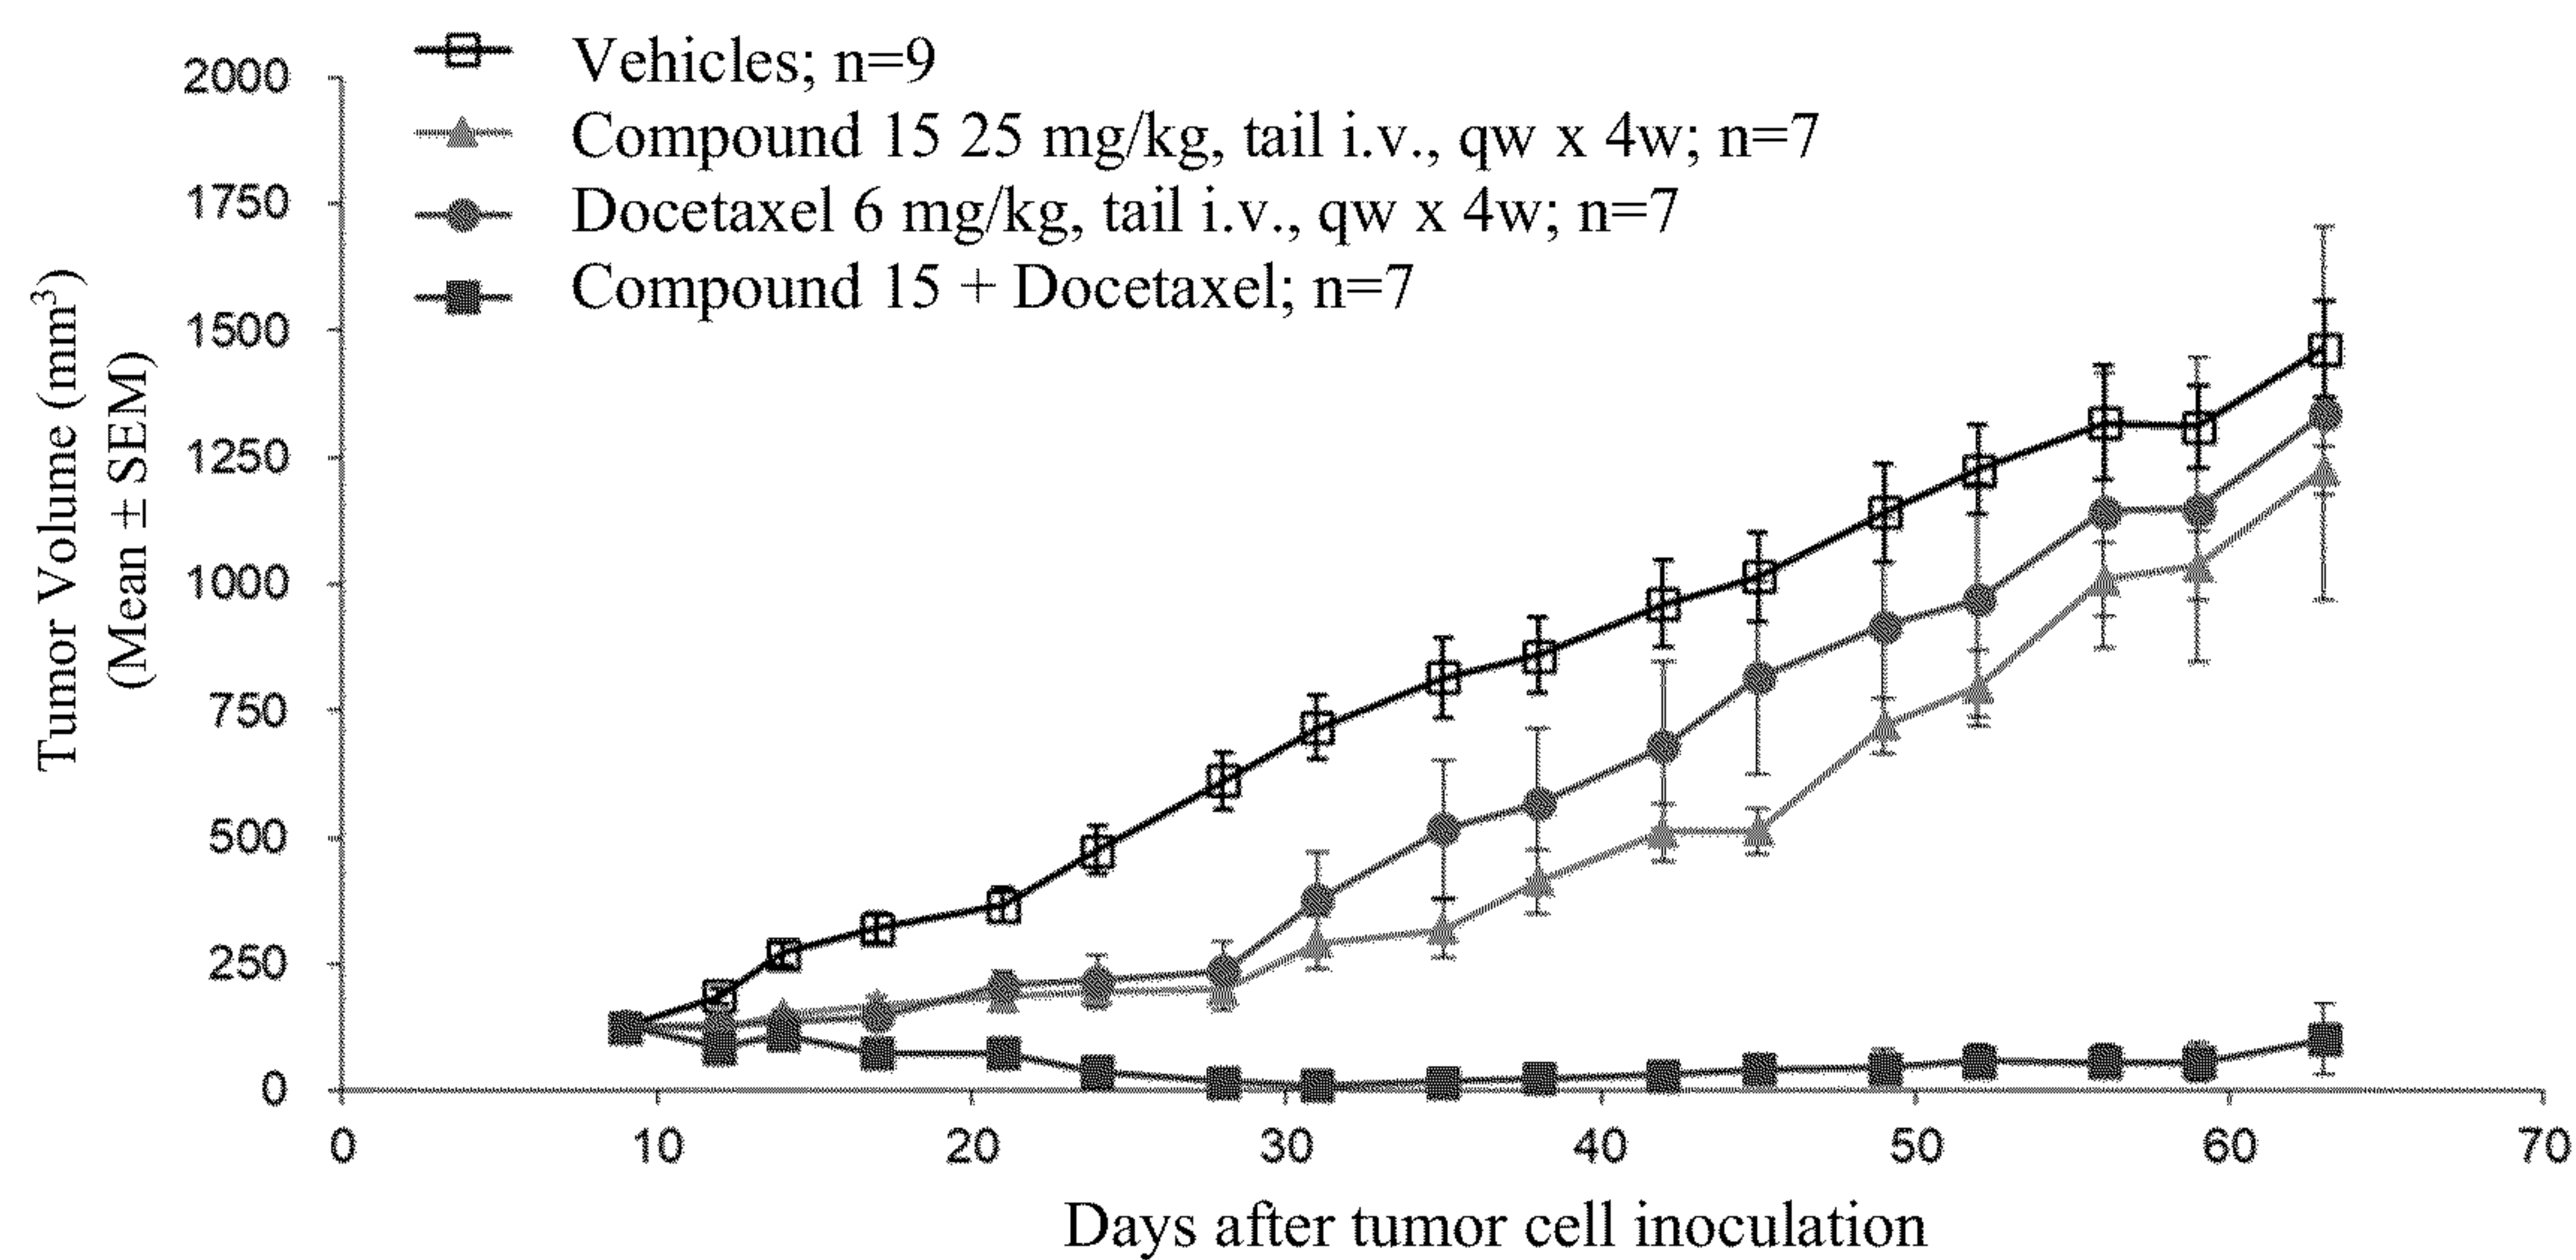 Vehicles; n=9
Compound 15 25 mg/kg, tail i.v., qw x 4w; n=7
Docetaxel 6 mg/kg, tail i.v., qw x 4w; n=7
Compound 15 + Docetaxel; n=7
Tumor Volume (mm³)
(Mean ± SEM)
2000
1750
1500
1250
1000
750
500
250
0
0 10 20 30 40 50 60 70
Days after tumor cell inoculation